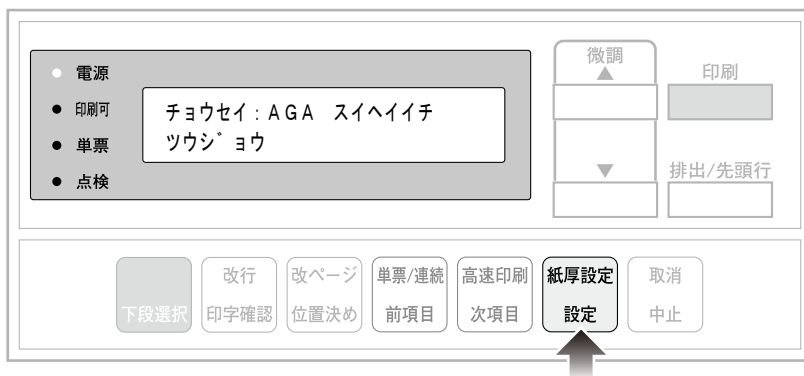 電源
印刷可
単票
点検
チョウセイ:AGA スイヘイイチ
ツウシ゛ョウ
微調
▲
▼
印刷
排出/先頭行
下段選択
改行
印字確認
改ページ
位置決め
単票/連続
前項目
高速印刷
次項目
紙厚設定
設定
取消
中止